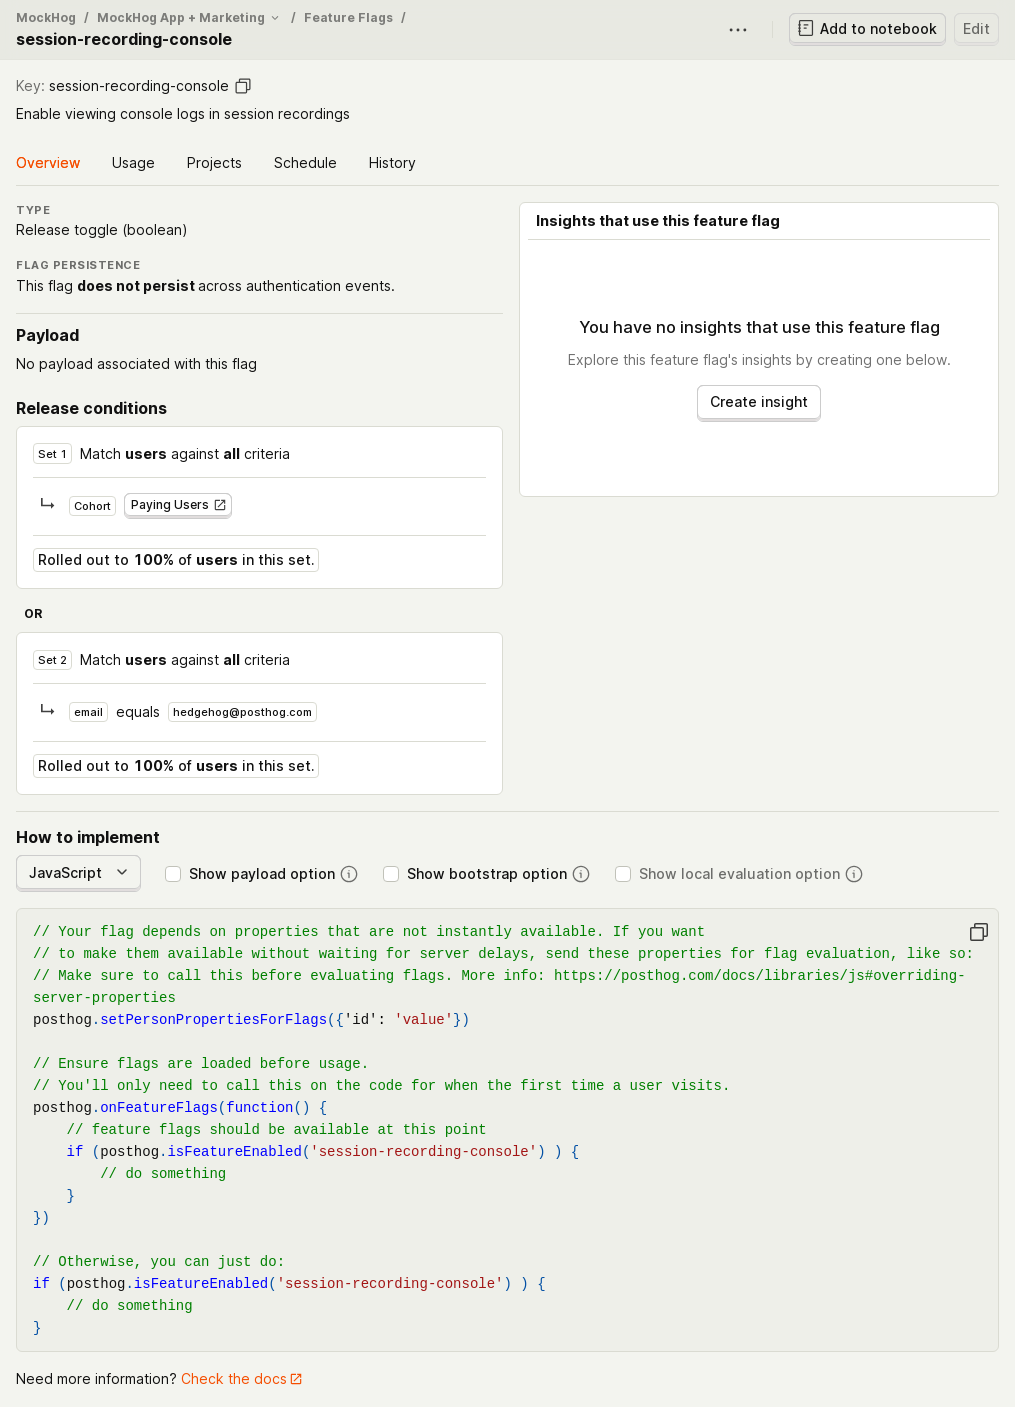 MockHog / MockHog App + Marketing / Feature Flags /
session-recording-console
Add to notebook
Edit
Key: session-recording-console
Enable viewing console logs in session recordings
Overview Usage Projects Schedule History
TYPE
Release toggle (boolean)
FLAG PERSISTENCE
This flag does not persist across authentication events.
Payload
No payload associated with this flag
Release conditions
Set 1 Match users against all criteria
Cohort Paying Users
Rolled out to 100% of users in this set.
OR
Set 2 Match users against all criteria
email equals hedgehog@posthog.com
Rolled out to 100% of users in this set.
Insights that use this feature flag
You have no insights that use this feature flag
Explore this feature flag's insights by creating one below.
Create insight
How to implement
JavaScript Show payload option Show bootstrap option Show local evaluation option
// Your flag depends on properties that are not instantly available. If you want
// to make them available without waiting for server delays, send these properties for flag evaluation, like so:
// Make sure to call this before evaluating flags. More info: https://posthog.com/docs/libraries/js#overriding-
server-properties
posthog.setPersonPropertiesForFlags({'id': 'value'})
// Ensure flags are loaded before usage.
// You'll only need to call this on the code for when the first time a user visits.
posthog.onFeatureFlags(function() {
    // feature flags should be available at this point
    if (posthog.isFeatureEnabled('session-recording-console') ) {
        // do something
    }
})
// Otherwise, you can just do:
if (posthog.isFeatureEnabled('session-recording-console') ) {
    // do something
}
Need more information? Check the docs